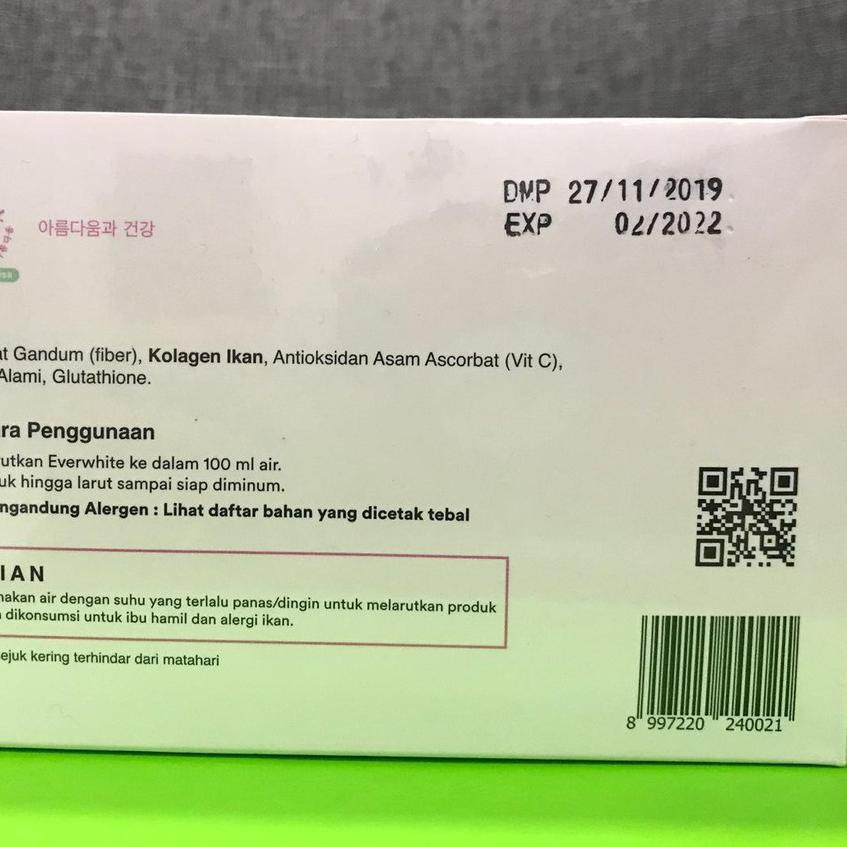 DMP 27/11/2019
EXP 02/2022
아름다움과 건강
Gandum (fiber), Kolagen Ikan, Antioksidan Asam Ascorbat (Vit C),
Alami, Glutathione.
ra Penggunaan
utkan Everwhite ke dalam 100 ml air.
uk hingga larut sampai siap diminum.
ngandung Alergen : Lihat daftar bahan yang dicetak tebal
IAN
nakan air dengan suhu yang terlalu panas/dingin untuk melarutkan produk
dikonsumsi untuk ibu hamil dan alergi ikan.
ejuk kering terhindar dari matahari
8 997220 240021